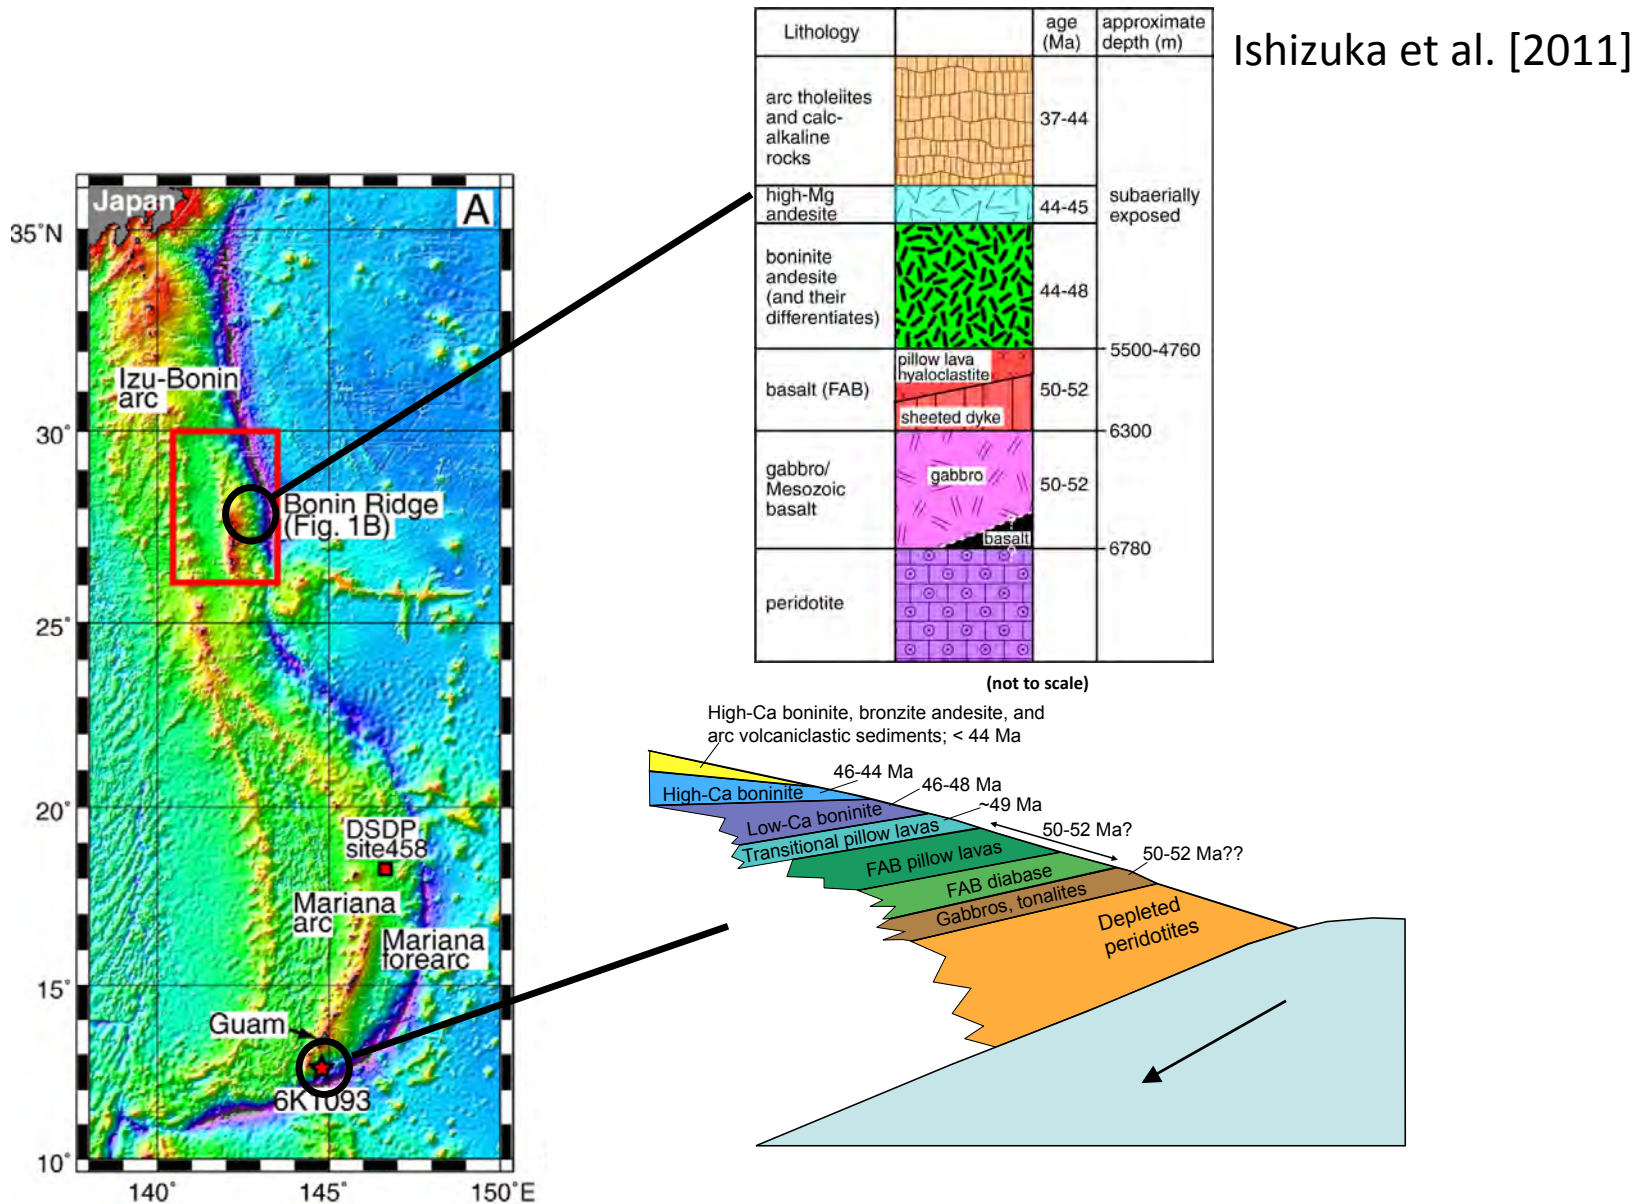 Ishizuka et al. [2011]
Japan
A
35°N
30°
25°
20°
15°
10°
140°
145°
150°E
Izu-Bonin
arc
Bonin Ridge
(Fig. 1B)
DSDP
site458
Mariana
arc
Mariana
forearc
Guam
6K1093
Lithology
age
(Ma)
approximate
depth (m)
arc tholeiites
and calc-
alkaline
rocks
37-44
high-Mg
andesite
44-45
subaerially
exposed
boninite
andesite
(and their
differentiates)
44-48
5500-4760
basalt (FAB)
pillow lava
hyaloclastite
sheeted dyke
50-52
6300
gabbro/
Mesozoic
basalt
gabbro
?
basalt
?
50-52
6780
peridotite
(not to scale)
High-Ca boninite, bronzite andesite, and
arc volcaniclastic sediments; < 44 Ma
High-Ca boninite
46-44 Ma
Low-Ca boninite
46-48 Ma
Transitional pillow lavas
~49 Ma
FAB pillow lavas
50-52 Ma?
FAB diabase
Gabbros, tonalites
50-52 Ma??
Depleted
peridotites